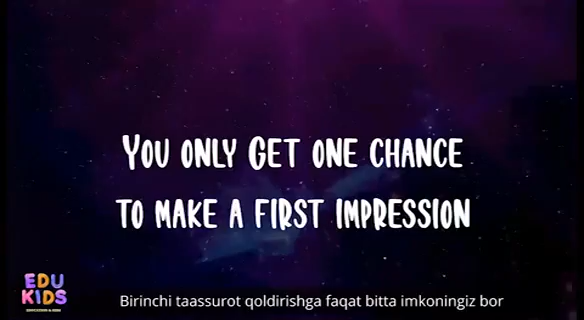 YOU ONLY GET ONE CHANCE
TO MAKE A FIRST IMPRESSION
EDU
KIDS
Birinchi taassurot qoldirishga faqat bitta imkoningiz bor